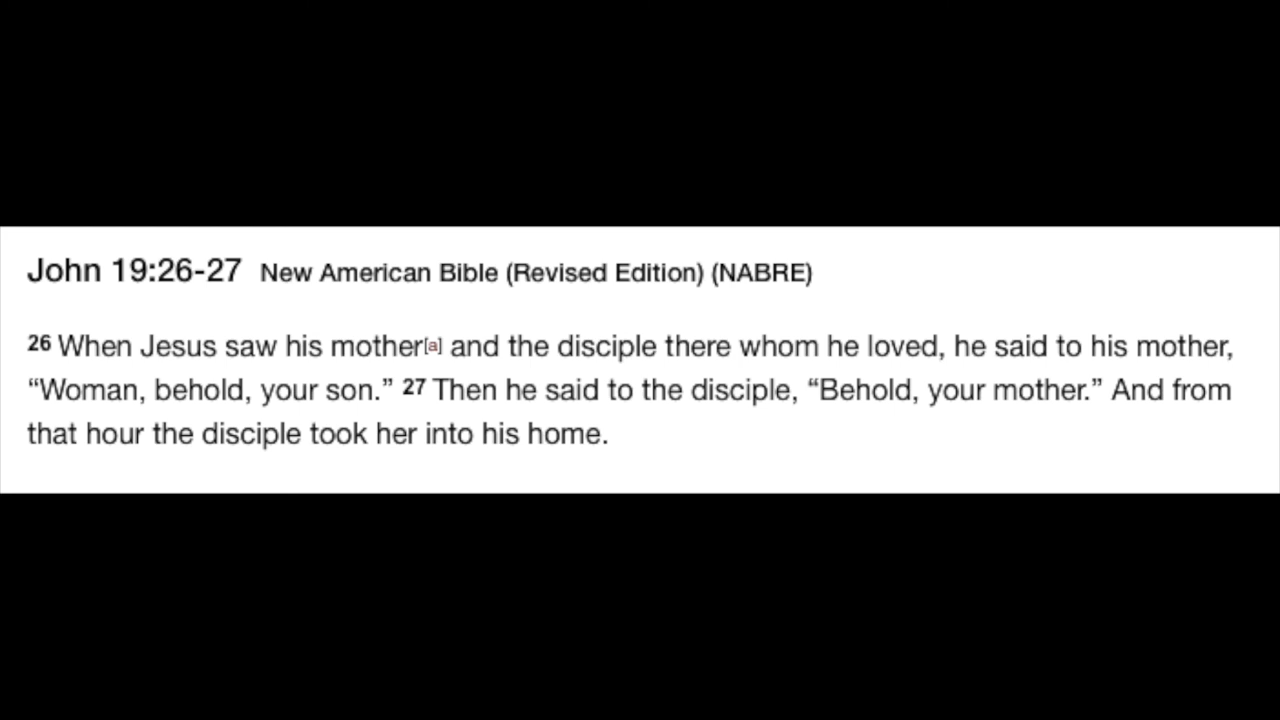 John 19:26-27 New American Bible (Revised Edition) (NABRE)
26 When Jesus saw his mother[a] and the disciple there whom he loved, he said to his mother,
“Woman, behold, your son.” 27 Then he said to the disciple, “Behold, your mother.” And from
that hour the disciple took her into his home.